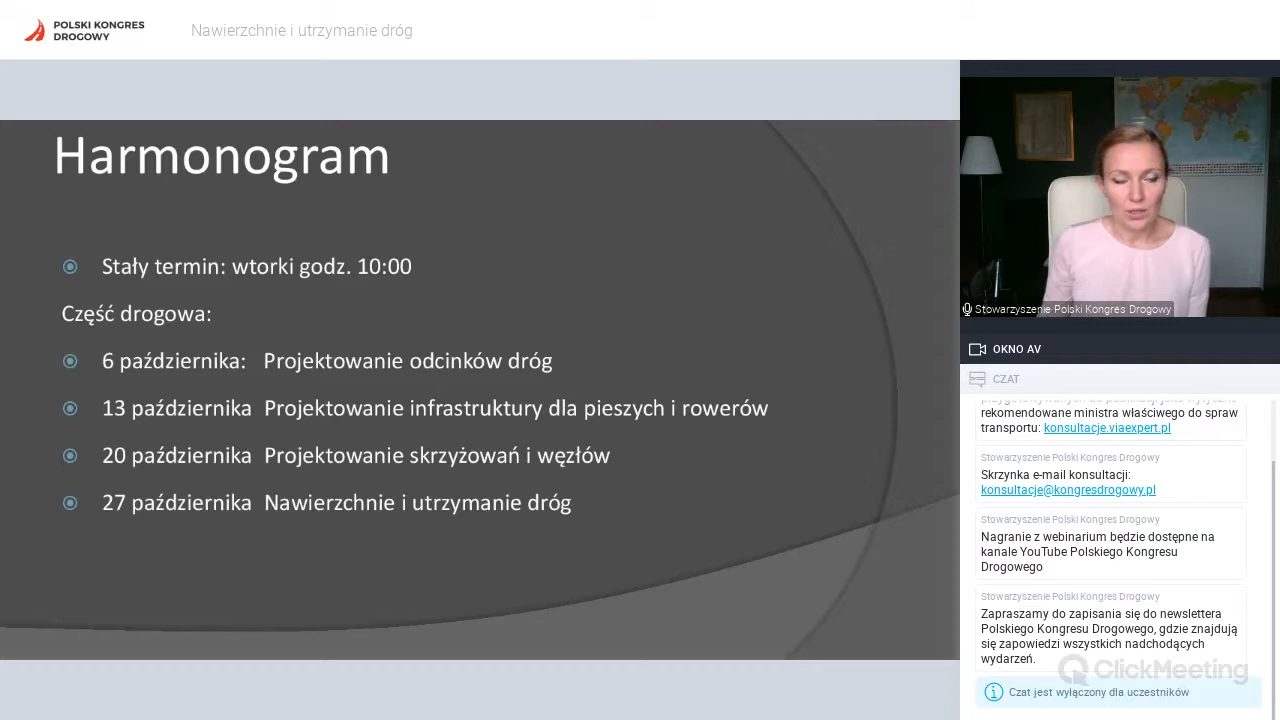 POLSKI KONGRES
DROGOWY
Nawierzchnie i utrzymanie dróg
Harmonogram
Stały termin: wtorki godz. 10:00
Część drogowa:
6 października: Projektowanie odcinków dróg
13 października Projektowanie infrastruktury dla pieszych i rowerów
20 października Projektowanie skrzyżowań i węzłów
27 października Nawierzchnie i utrzymanie dróg
Stowarzyszenie Polski Kongres Drogowy
OKNO AV
CZAT
rekomendowane ministra właściwego do spraw
transportu: konsultacje.viaexpert.pl
Stowarzyszenie Polski Kongres Drogowy
Skrzynka e-mail konsultacji:
konsultacje@kongresdrogowy.pl
Stowarzyszenie Polski Kongres Drogowy
Nagranie z webinarium będzie dostępne na
kanale YouTube Polskiego Kongresu
Drogowego
Stowarzyszenie Polski Kongres Drogowy
Zapraszamy do zapisania się do newslettera
Polskiego Kongresu Drogowego, gdzie znajdują
się zapowiedzi wszystkich nadchodzących
wydarzeń.
ClickMeeting
Czat jest wyłączony dla uczestników